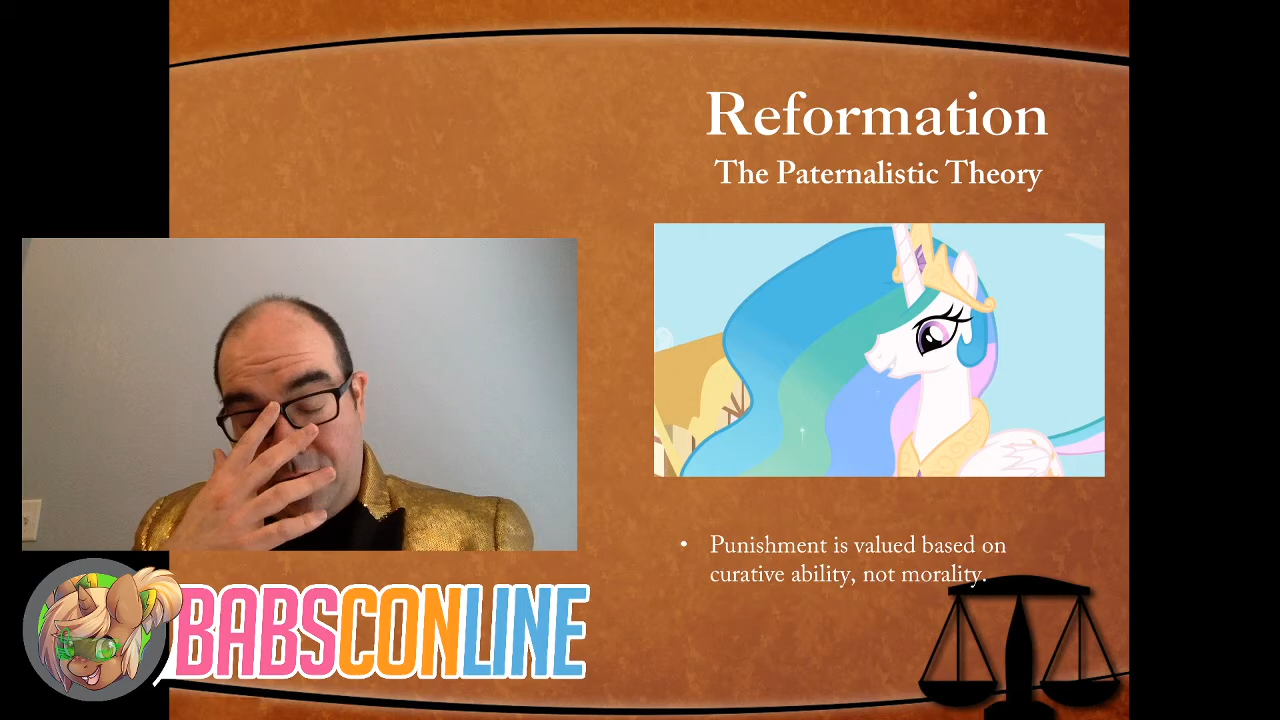 Reformation
The Paternalistic Theory
• Punishment is valued based on
curative ability, not morality.
BABSCONLINE